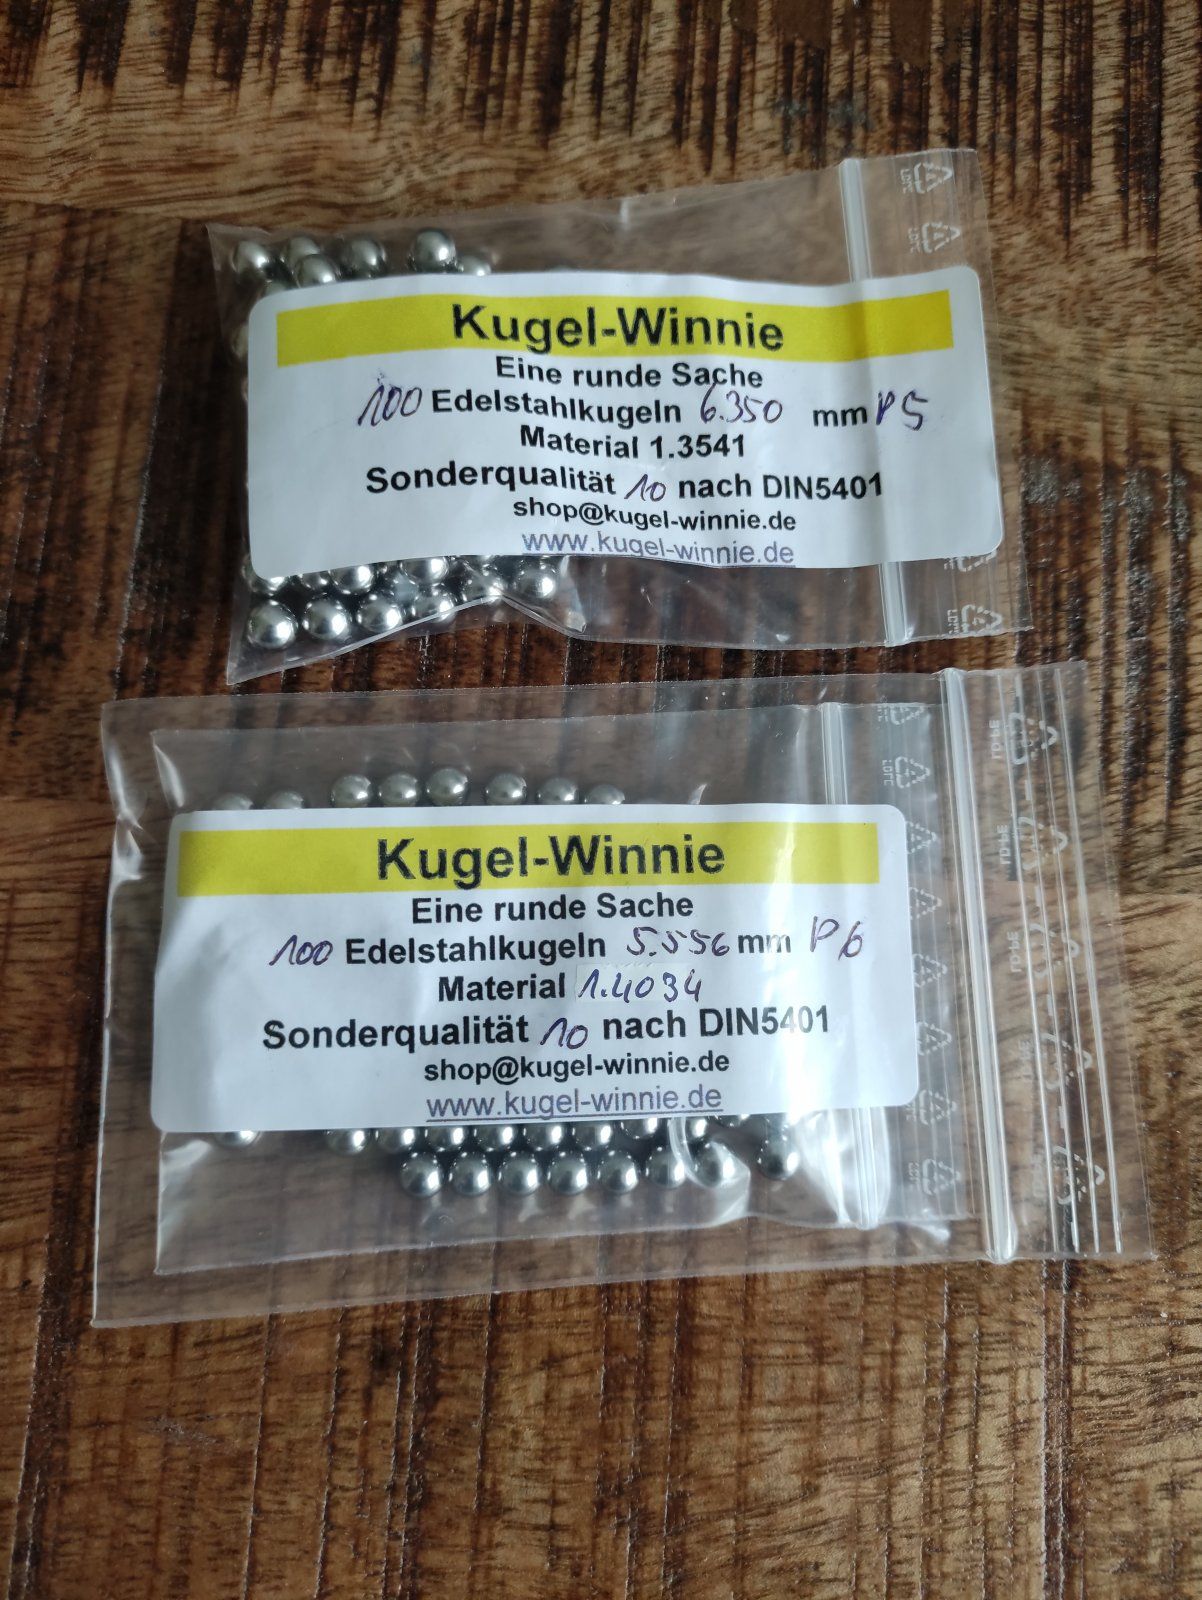 Kugel-Winnie
Eine runde Sache
100 Edelstahlkugeln 6.350 mm P5
Material 1.3541
Sonderqualität 10 nach DIN5401
shop@kugel-winnie.de
www.kugel-winnie.de
Kugel-Winnie
Eine runde Sache
100 Edelstahlkugeln 5.556 mm P6
Material 1.4034
Sonderqualität 10 nach DIN5401
shop@kugel-winnie.de
www.kugel-winnie.de